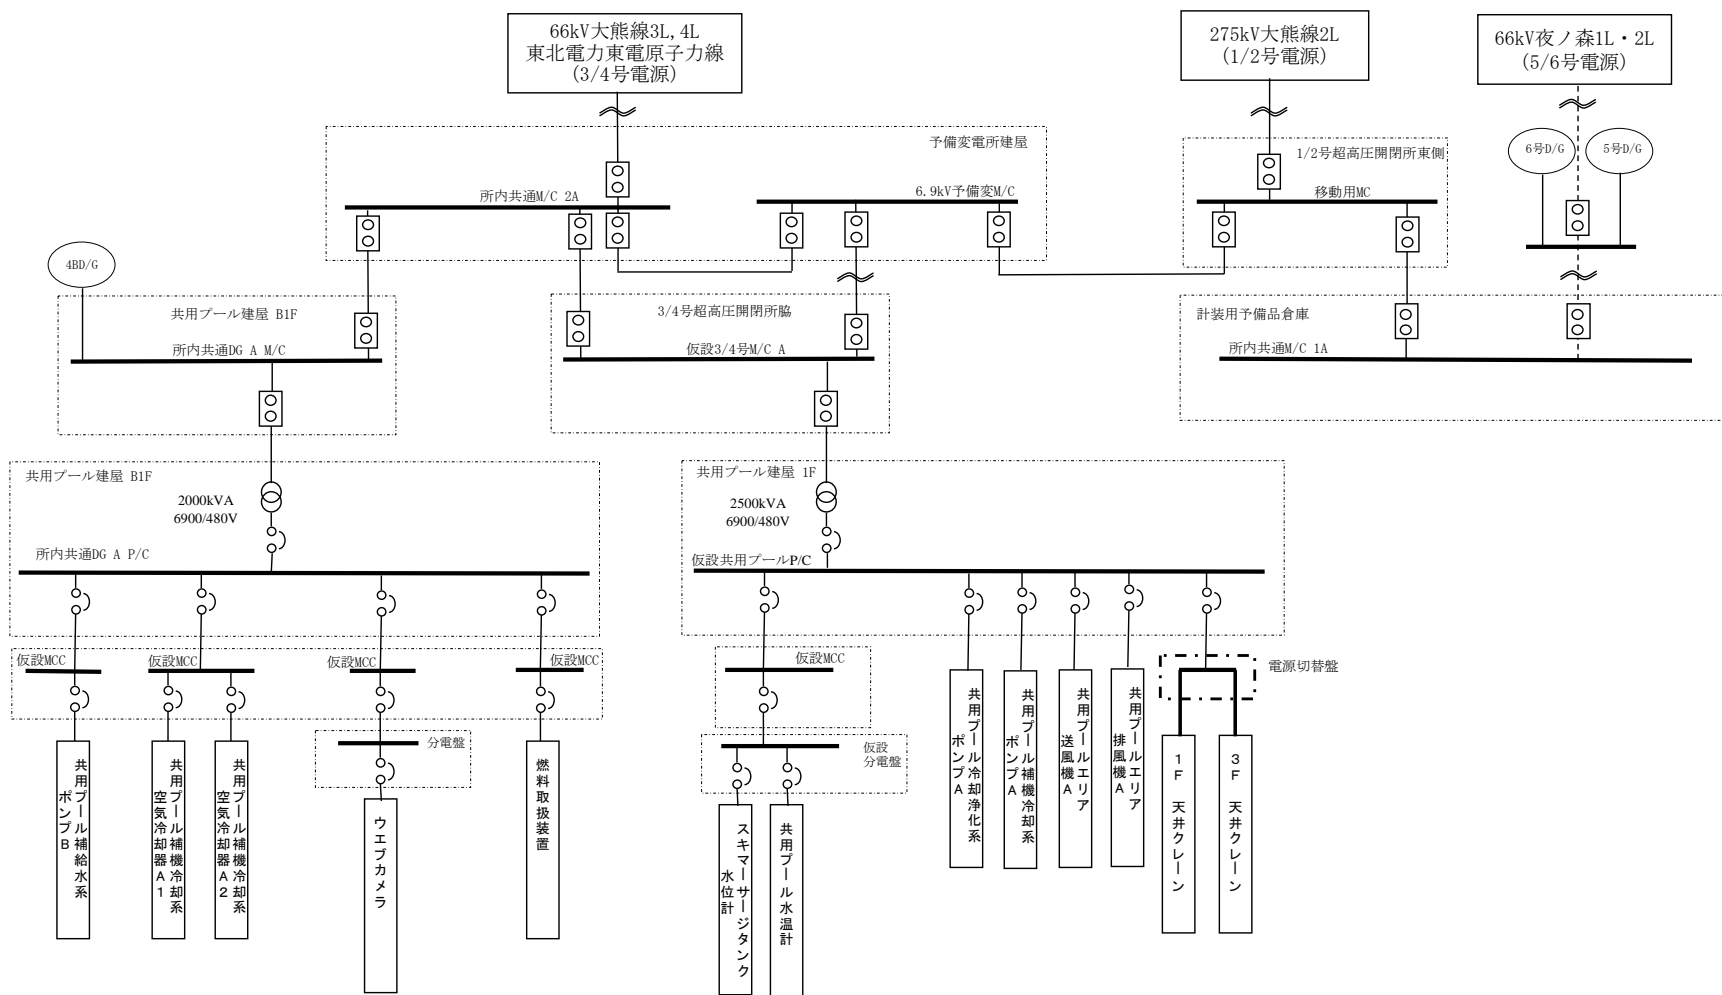 66kV大熊線3L,4L
東北電力東電原子力線
(3/4号電源)
275kV大熊線2L
(1/2号電源)
66kV夜ノ森1L・2L
(5/6号電源)
予備変電所建屋
1/2号超高圧開閉所東側
6号D/G
5号D/G
所内共通M/C 2A
6.9kV予備変M/C
移動用MC
4BD/G
共用プール建屋 B1F
3/4号超高圧開閉所脇
計装用予備品倉庫
所内共通DG A M/C
仮設3/4号M/C A
所内共通M/C 1A
共用プール建屋 B1F
2000kVA
6900/480V
所内共通DG A P/C
共用プール建屋 1F
2500kVA
6900/480V
仮設共用プールP/C
仮設MCC
仮設MCC
仮設MCC
仮設MCC
仮設MCC
電源切替盤
分電盤
仮設
分電盤
共用プール補給水系
ポンプB
共用プール補機冷却系
空気冷却器A1
共用プール補機冷却系
空気冷却器A2
ウエブカメラ
燃料取扱装置
スキマーサージタンク
水位計
共用プール水温計
共用プール冷却浄化系
ポンプA
共用プール補機冷却系
ポンプA
共用プールエリア
送風機A
共用プールエリア
排風機A
1F 天井クレーン
3F 天井クレーン